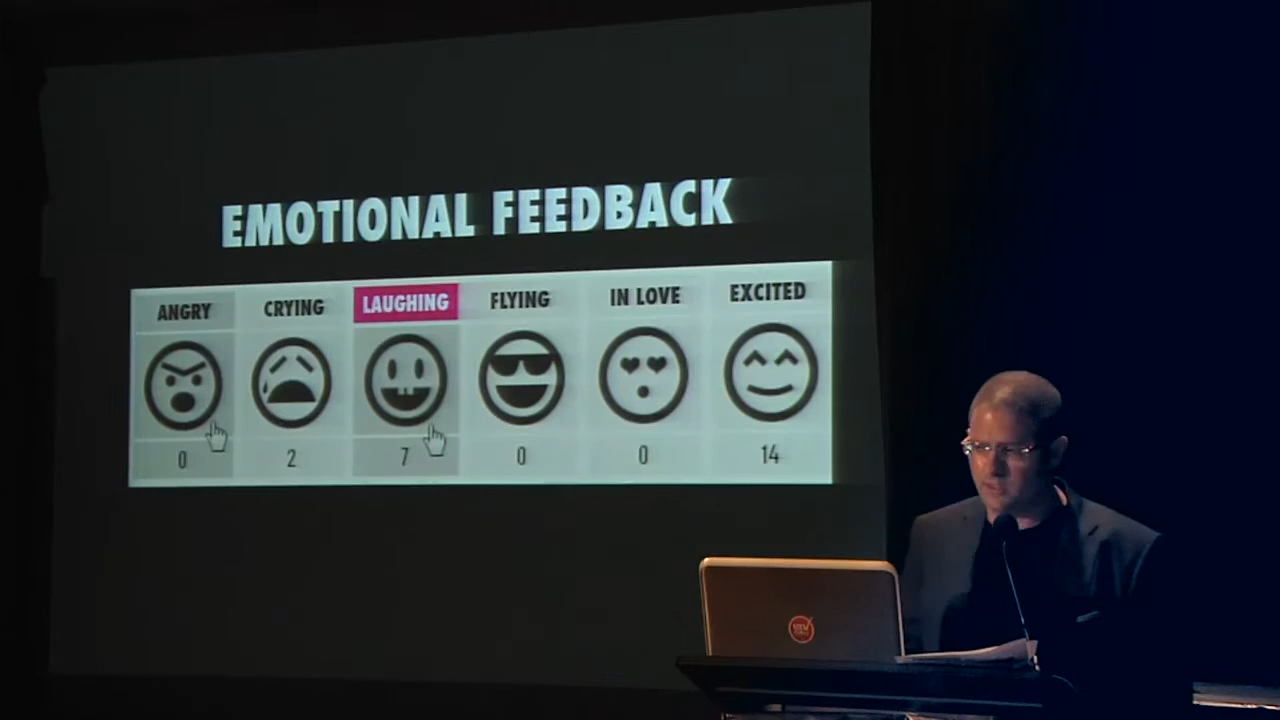 EMOTIONAL FEEDBACK
ANGRY CRYING LAUGHING FLYING IN LOVE EXCITED
0 2 7 0 0 14